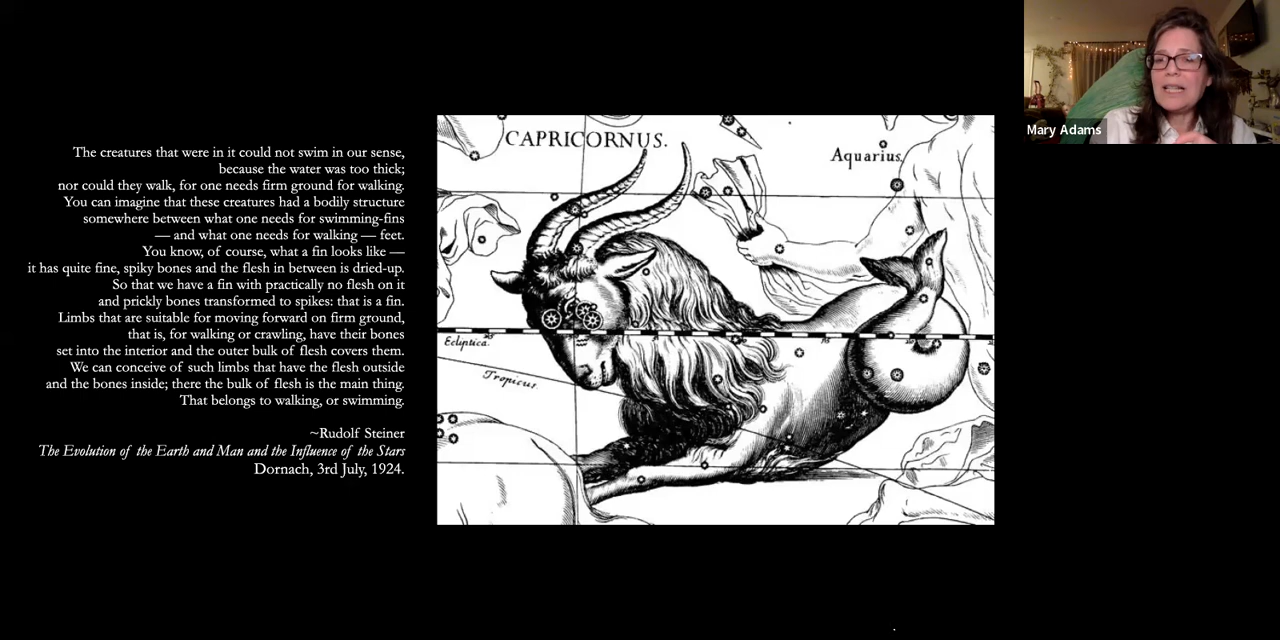 The creatures that were in it could not swim in our sense,
because the water was too thick;
nor could they walk, for one needs firm ground for walking.
You can imagine that these creatures had a bodily structure
somewhere between what one needs for swimming-fins
— and what one needs for walking — feet.
You know, of course, what a fin looks like —
it has quite fine, spiky bones and the flesh in between is dried-up.
So that we have a fin with practically no flesh on it
and prickly bones transformed to spikes: that is a fin.
Limbs that are suitable for moving forward on firm ground,
that is, for walking or crawling, have their bones
set into the interior and the outer bulk of flesh covers them.
We can conceive of such limbs that have the flesh outside
and the bones inside; there the bulk of flesh is the main thing.
That belongs to walking, or swimming.
~Rudolf Steiner
The Evolution of the Earth and Man and the Influence of the Stars
Dornach, 3rd July, 1924.
CAPRICORNUS.
Aquarius
Ecliptica.
Tropicus.
Mary Adams